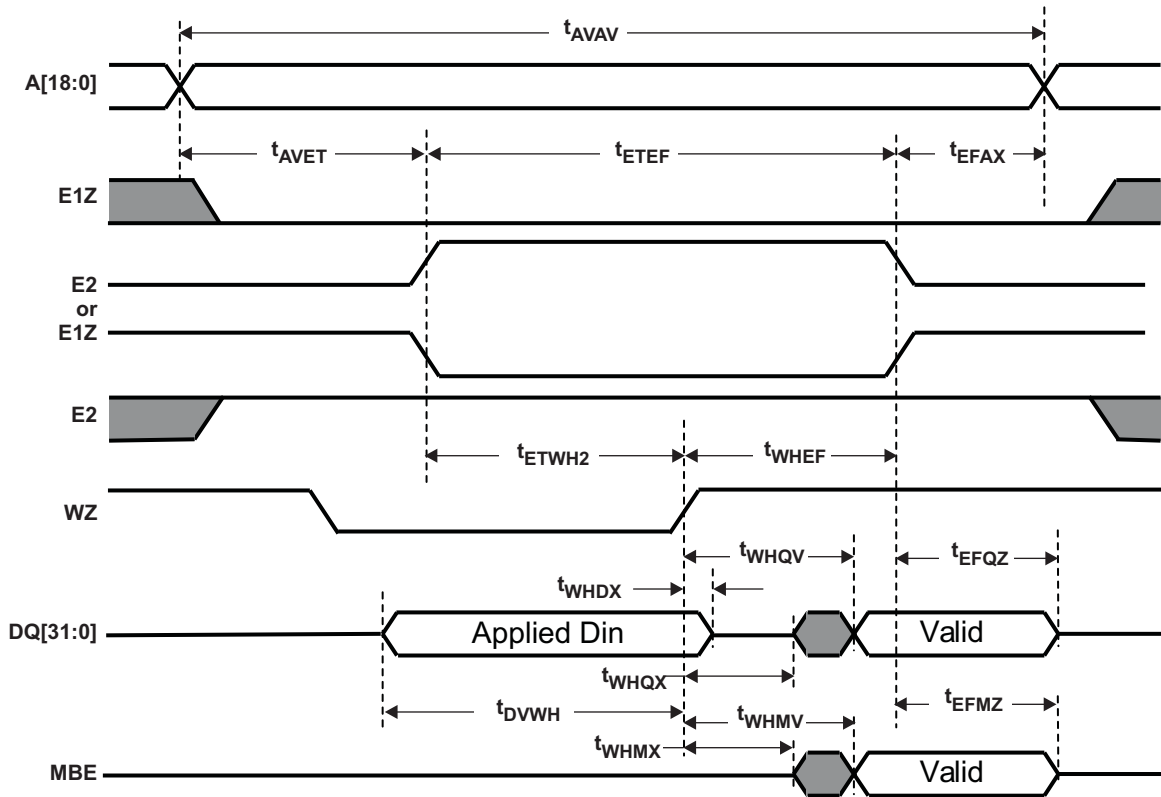 tAVAV
A[18:0]
tAVET
tETEF
tEFAX
E1Z
E2
or
E1Z
E2
tETWH2
tWHEF
WZ
tWHQV
tEFQZ
tWHDX
DQ[31:0]
Applied Din
Valid
tWHQX
tDVWH
tWHMV
tEFMZ
tWHMX
MBE
Valid